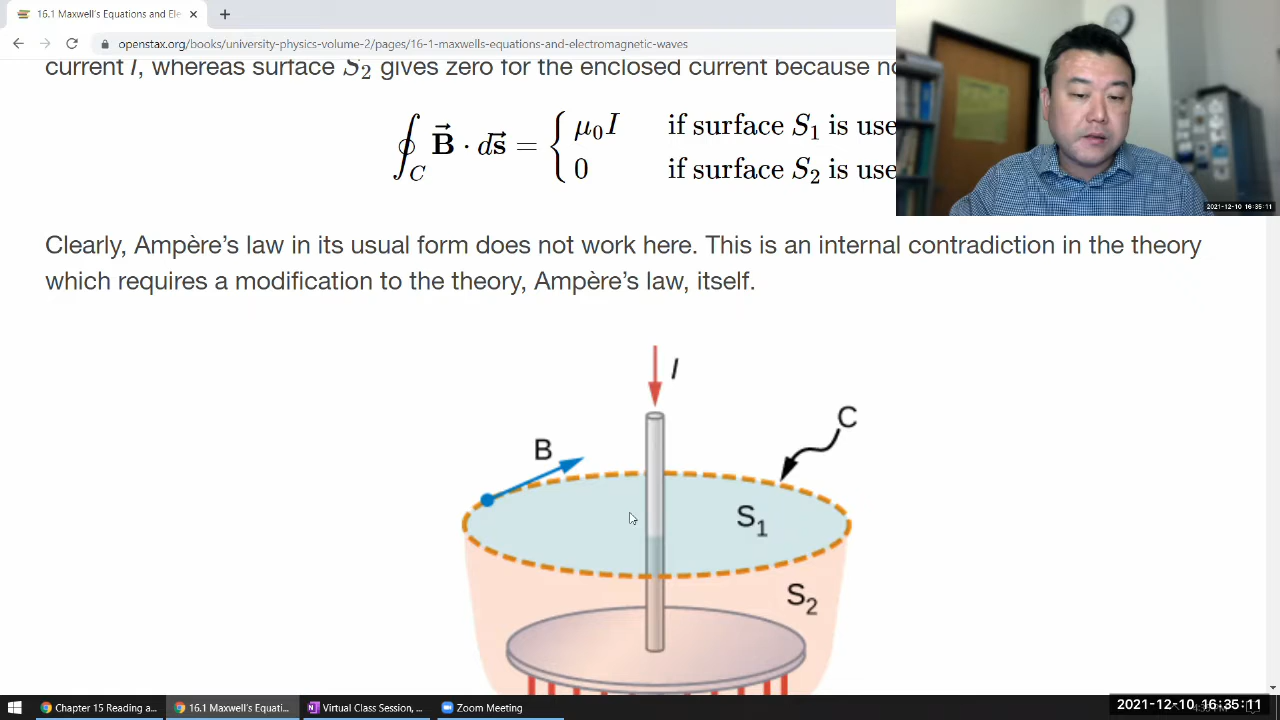 16.1 Maxwell's Equations and Ele
openstax.org/books/university-physics-volume-2/pages/16-1-maxwells-equations-and-electromagnetic-waves
current I, whereas surface S₂ gives zero for the enclosed current because no
∮_C B⃗ · ds⃗ = { μ₀I if surface S₁ is use
0 if surface S₂ is use
2021-12-10 16:35:11
Clearly, Ampère's law in its usual form does not work here. This is an internal contradiction in the theory
which requires a modification to the theory, Ampère's law, itself.
I
C
B
S₁
S₂
Chapter 15 Reading a... 16.1 Maxwell's Equati... Virtual Class Session, ... Zoom Meeting 2021-12-10 16:35:11